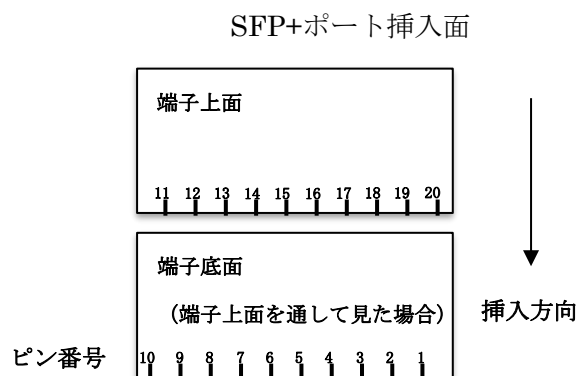 SFP+ポート挿入面
端子上面
11 12 13 14 15 16 17 18 19 20
端子底面
(端子上面を通して見た場合)
挿入方向
ピン番号
10 9 8 7 6 5 4 3 2 1